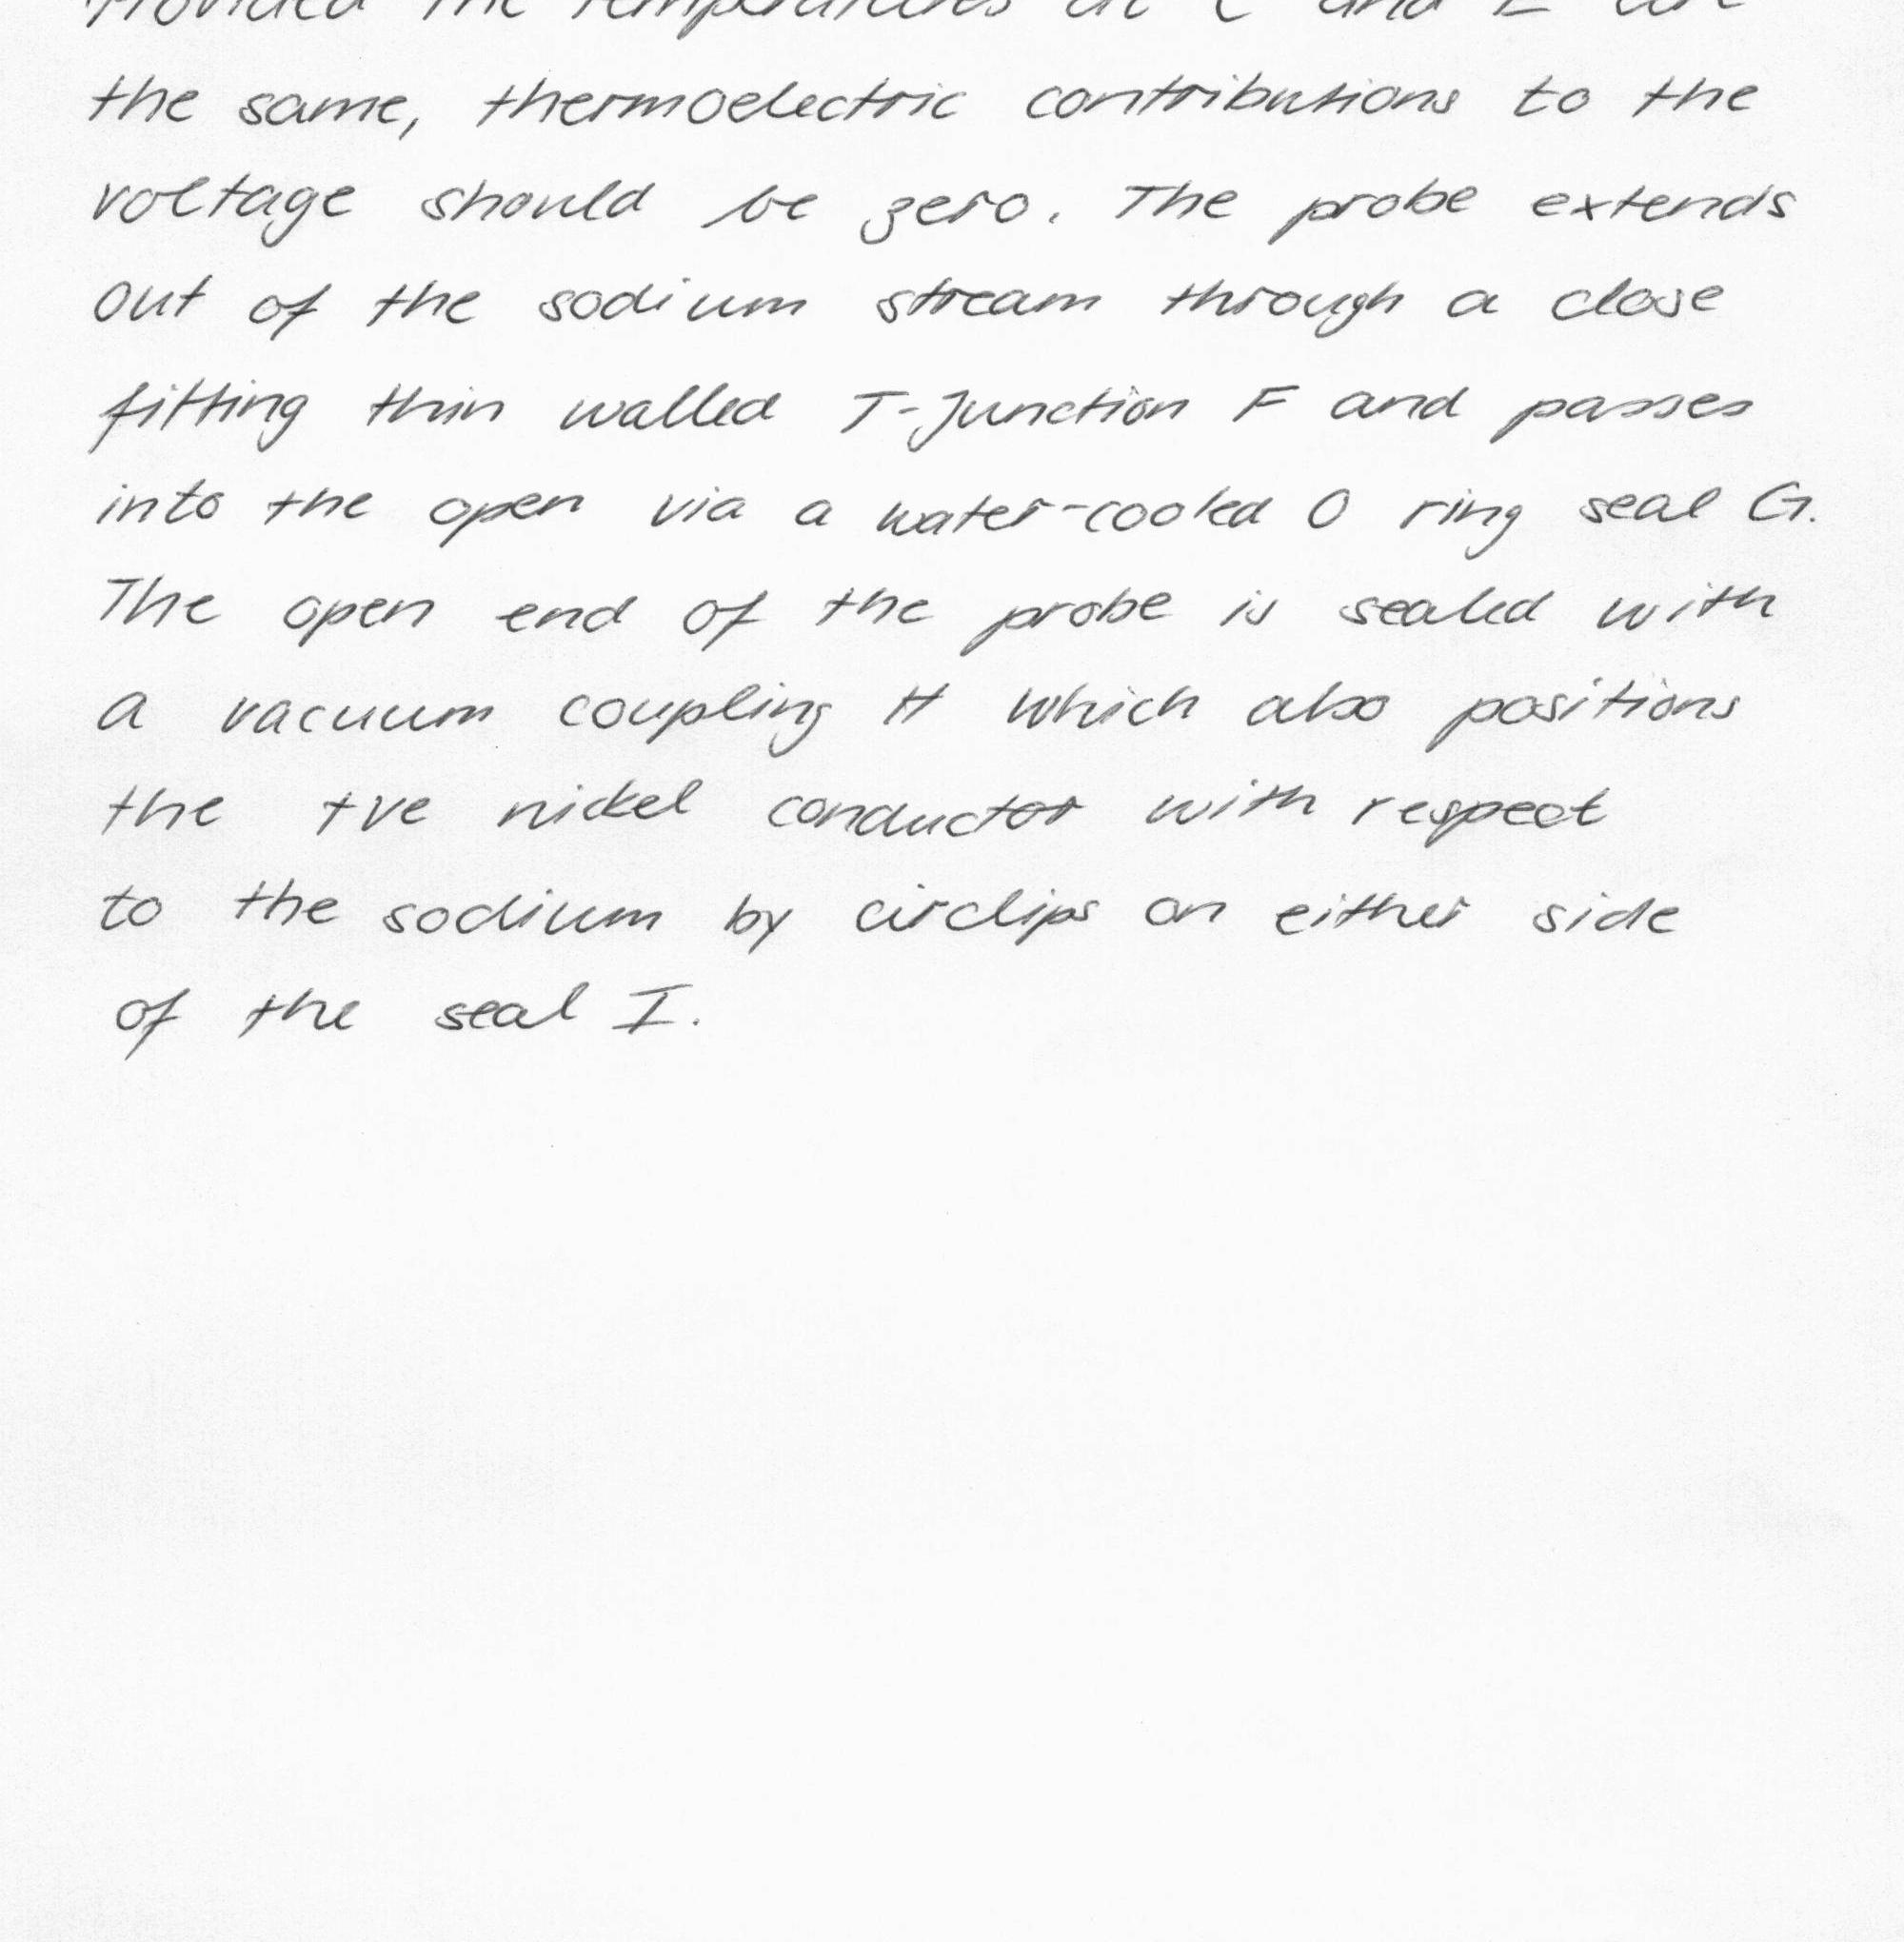 Provided the temperatures at C and E are
the same, thermoelectric contributions to the
voltage should be zero. The probe extends
out of the sodium stream through a close
fitting thin walled T-Junction F and passes
into the open via a water-cooled O ring seal G.
The open end of the probe is sealed with
a vacuum coupling H which also positions
the +ve nickel conductor with respect
to the sodium by circlips on either side
of the seal I.